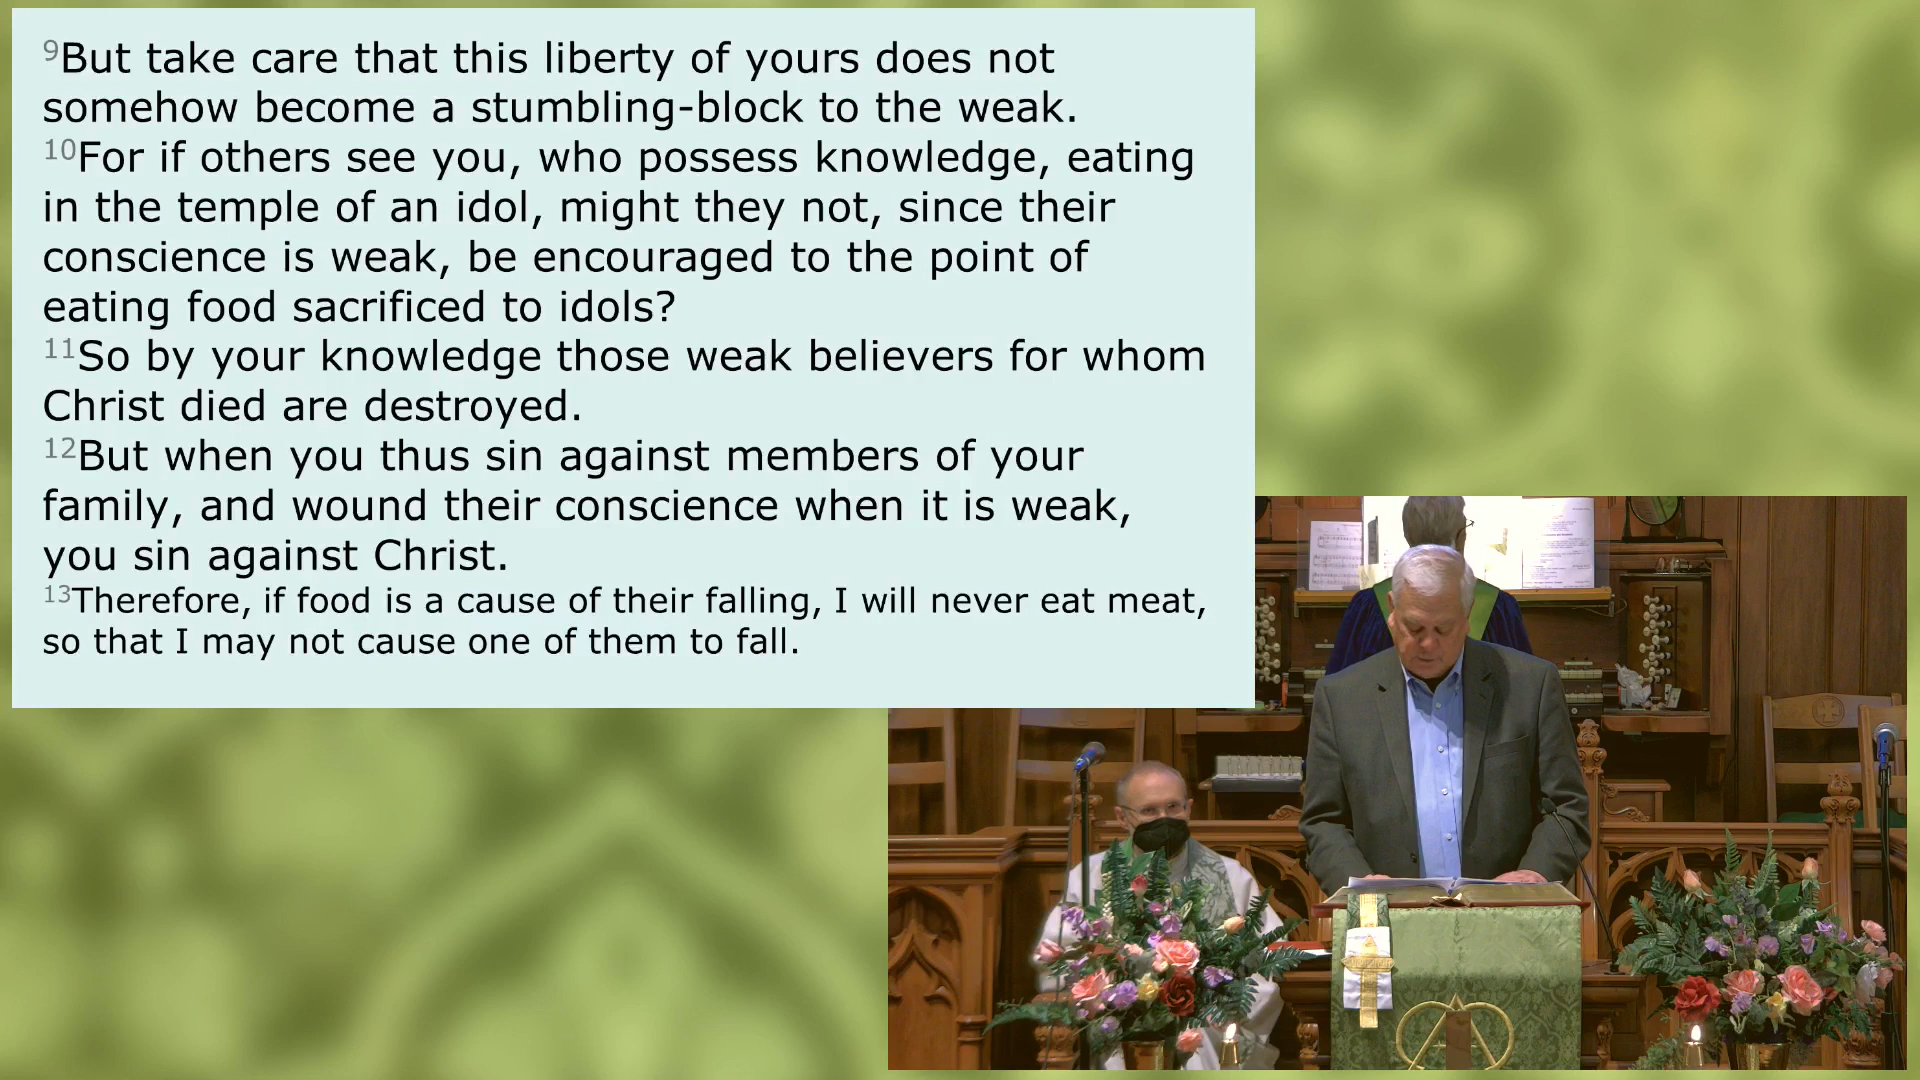 9But take care that this liberty of yours does not
somehow become a stumbling-block to the weak.
10For if others see you, who possess knowledge, eating
in the temple of an idol, might they not, since their
conscience is weak, be encouraged to the point of
eating food sacrificed to idols?
11So by your knowledge those weak believers for whom
Christ died are destroyed.
12But when you thus sin against members of your
family, and wound their conscience when it is weak,
you sin against Christ.
13Therefore, if food is a cause of their falling, I will never eat meat,
so that I may not cause one of them to fall.